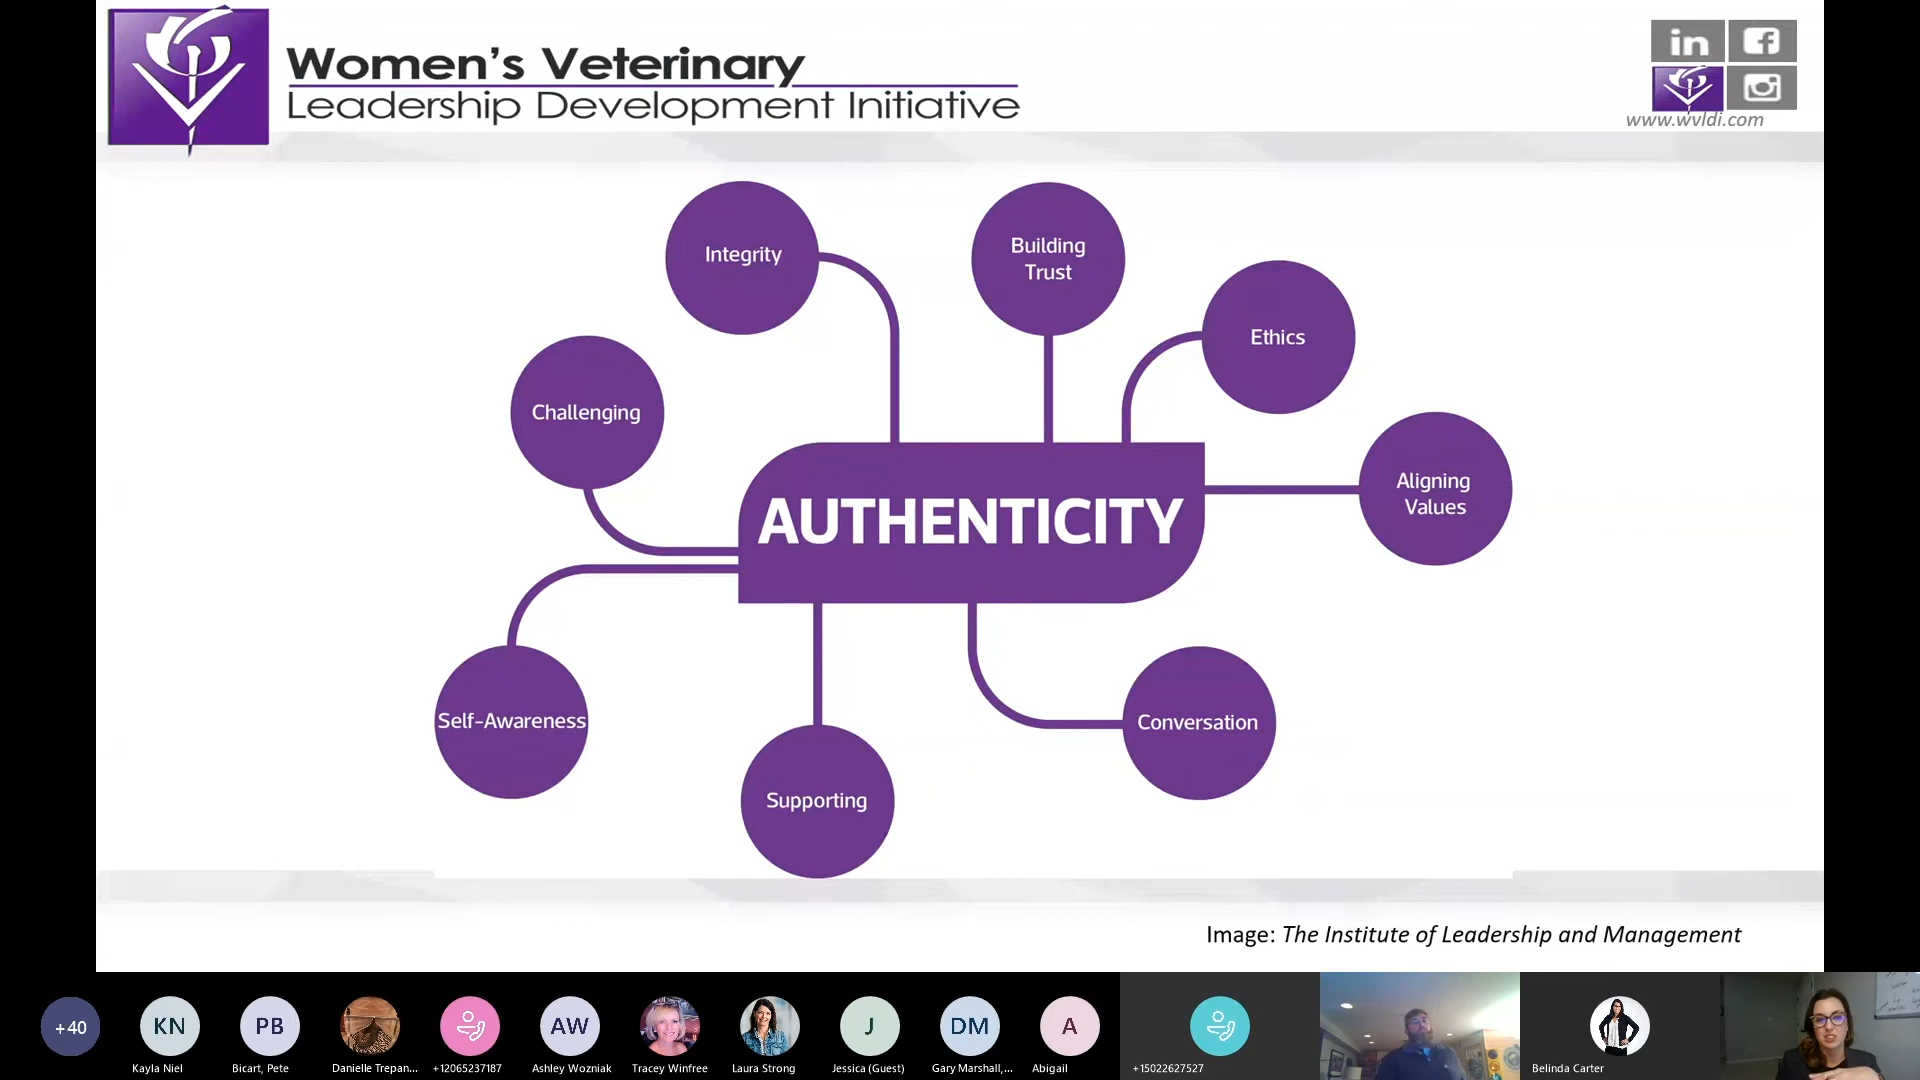 Women's Veterinary
Leadership Development Initiative
in
www.wvldi.com
Integrity
Building
Trust
Ethics
Challenging
Aligning
Values
AUTHENTICITY
Self-Awareness
Supporting
Conversation
Image: The Institute of Leadership and Management
+40
KN
PB
AW
J
DM
A
Kayla Niel
Bicart, Pete
Danielle Trepan...
+12065237187
Ashley Wozniak
Tracey Winfree
Laura Strong
Jessica (Guest)
Gary Marshall,...
Abigail
+15022627527
Belinda Carter